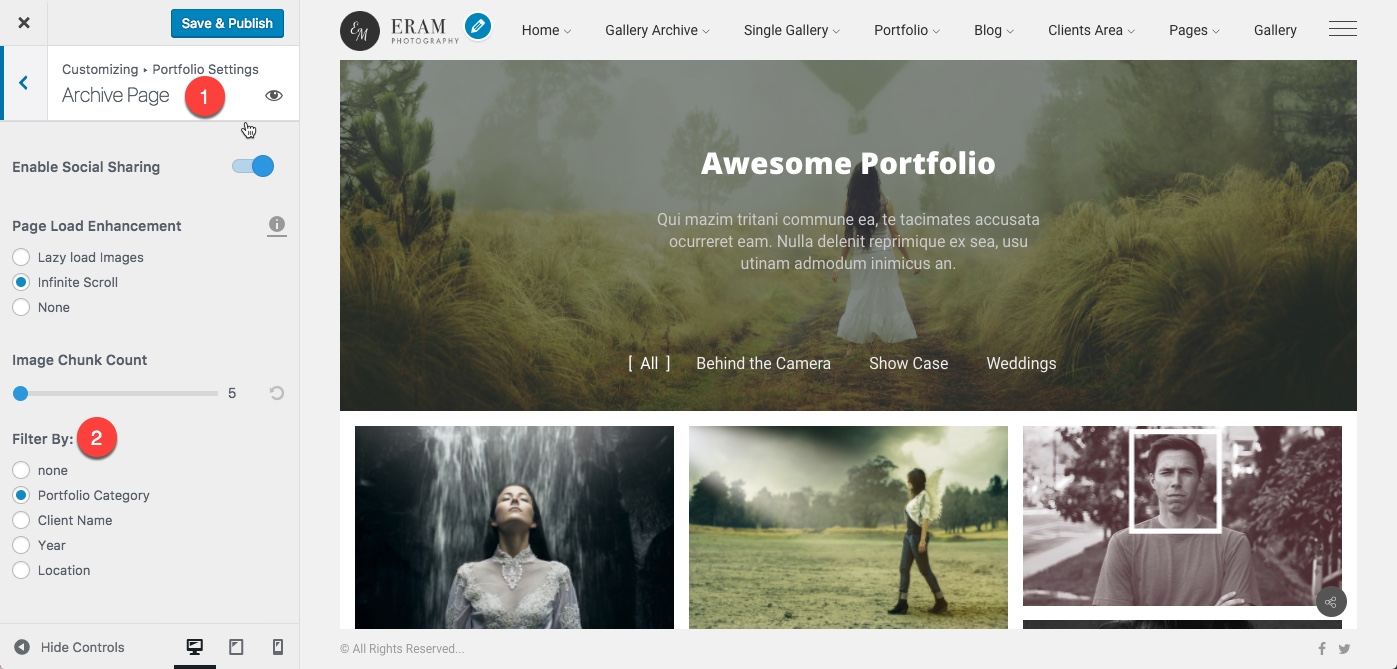 Save & Publish
Customizing ▸ Portfolio Settings
Archive Page
1
Enable Social Sharing
Page Load Enhancement
i
Lazy load Images
Infinite Scroll
None
Image Chunk Count
5
Filter By:
2
none
Portfolio Category
Client Name
Year
Location
Hide Controls
EM
ERAM
PHOTOGRAPHY
Home
Gallery Archive
Single Gallery
Portfolio
Blog
Clients Area
Pages
Gallery
Awesome Portfolio
Qui mazim tritani commune ea, te tacimates accusata
ocurreret eam. Nulla delenit reprimique ex sea, usu
utinam admodum inimicus an.
[ All ] Behind the Camera Show Case Weddings
© All Rights Reserved...